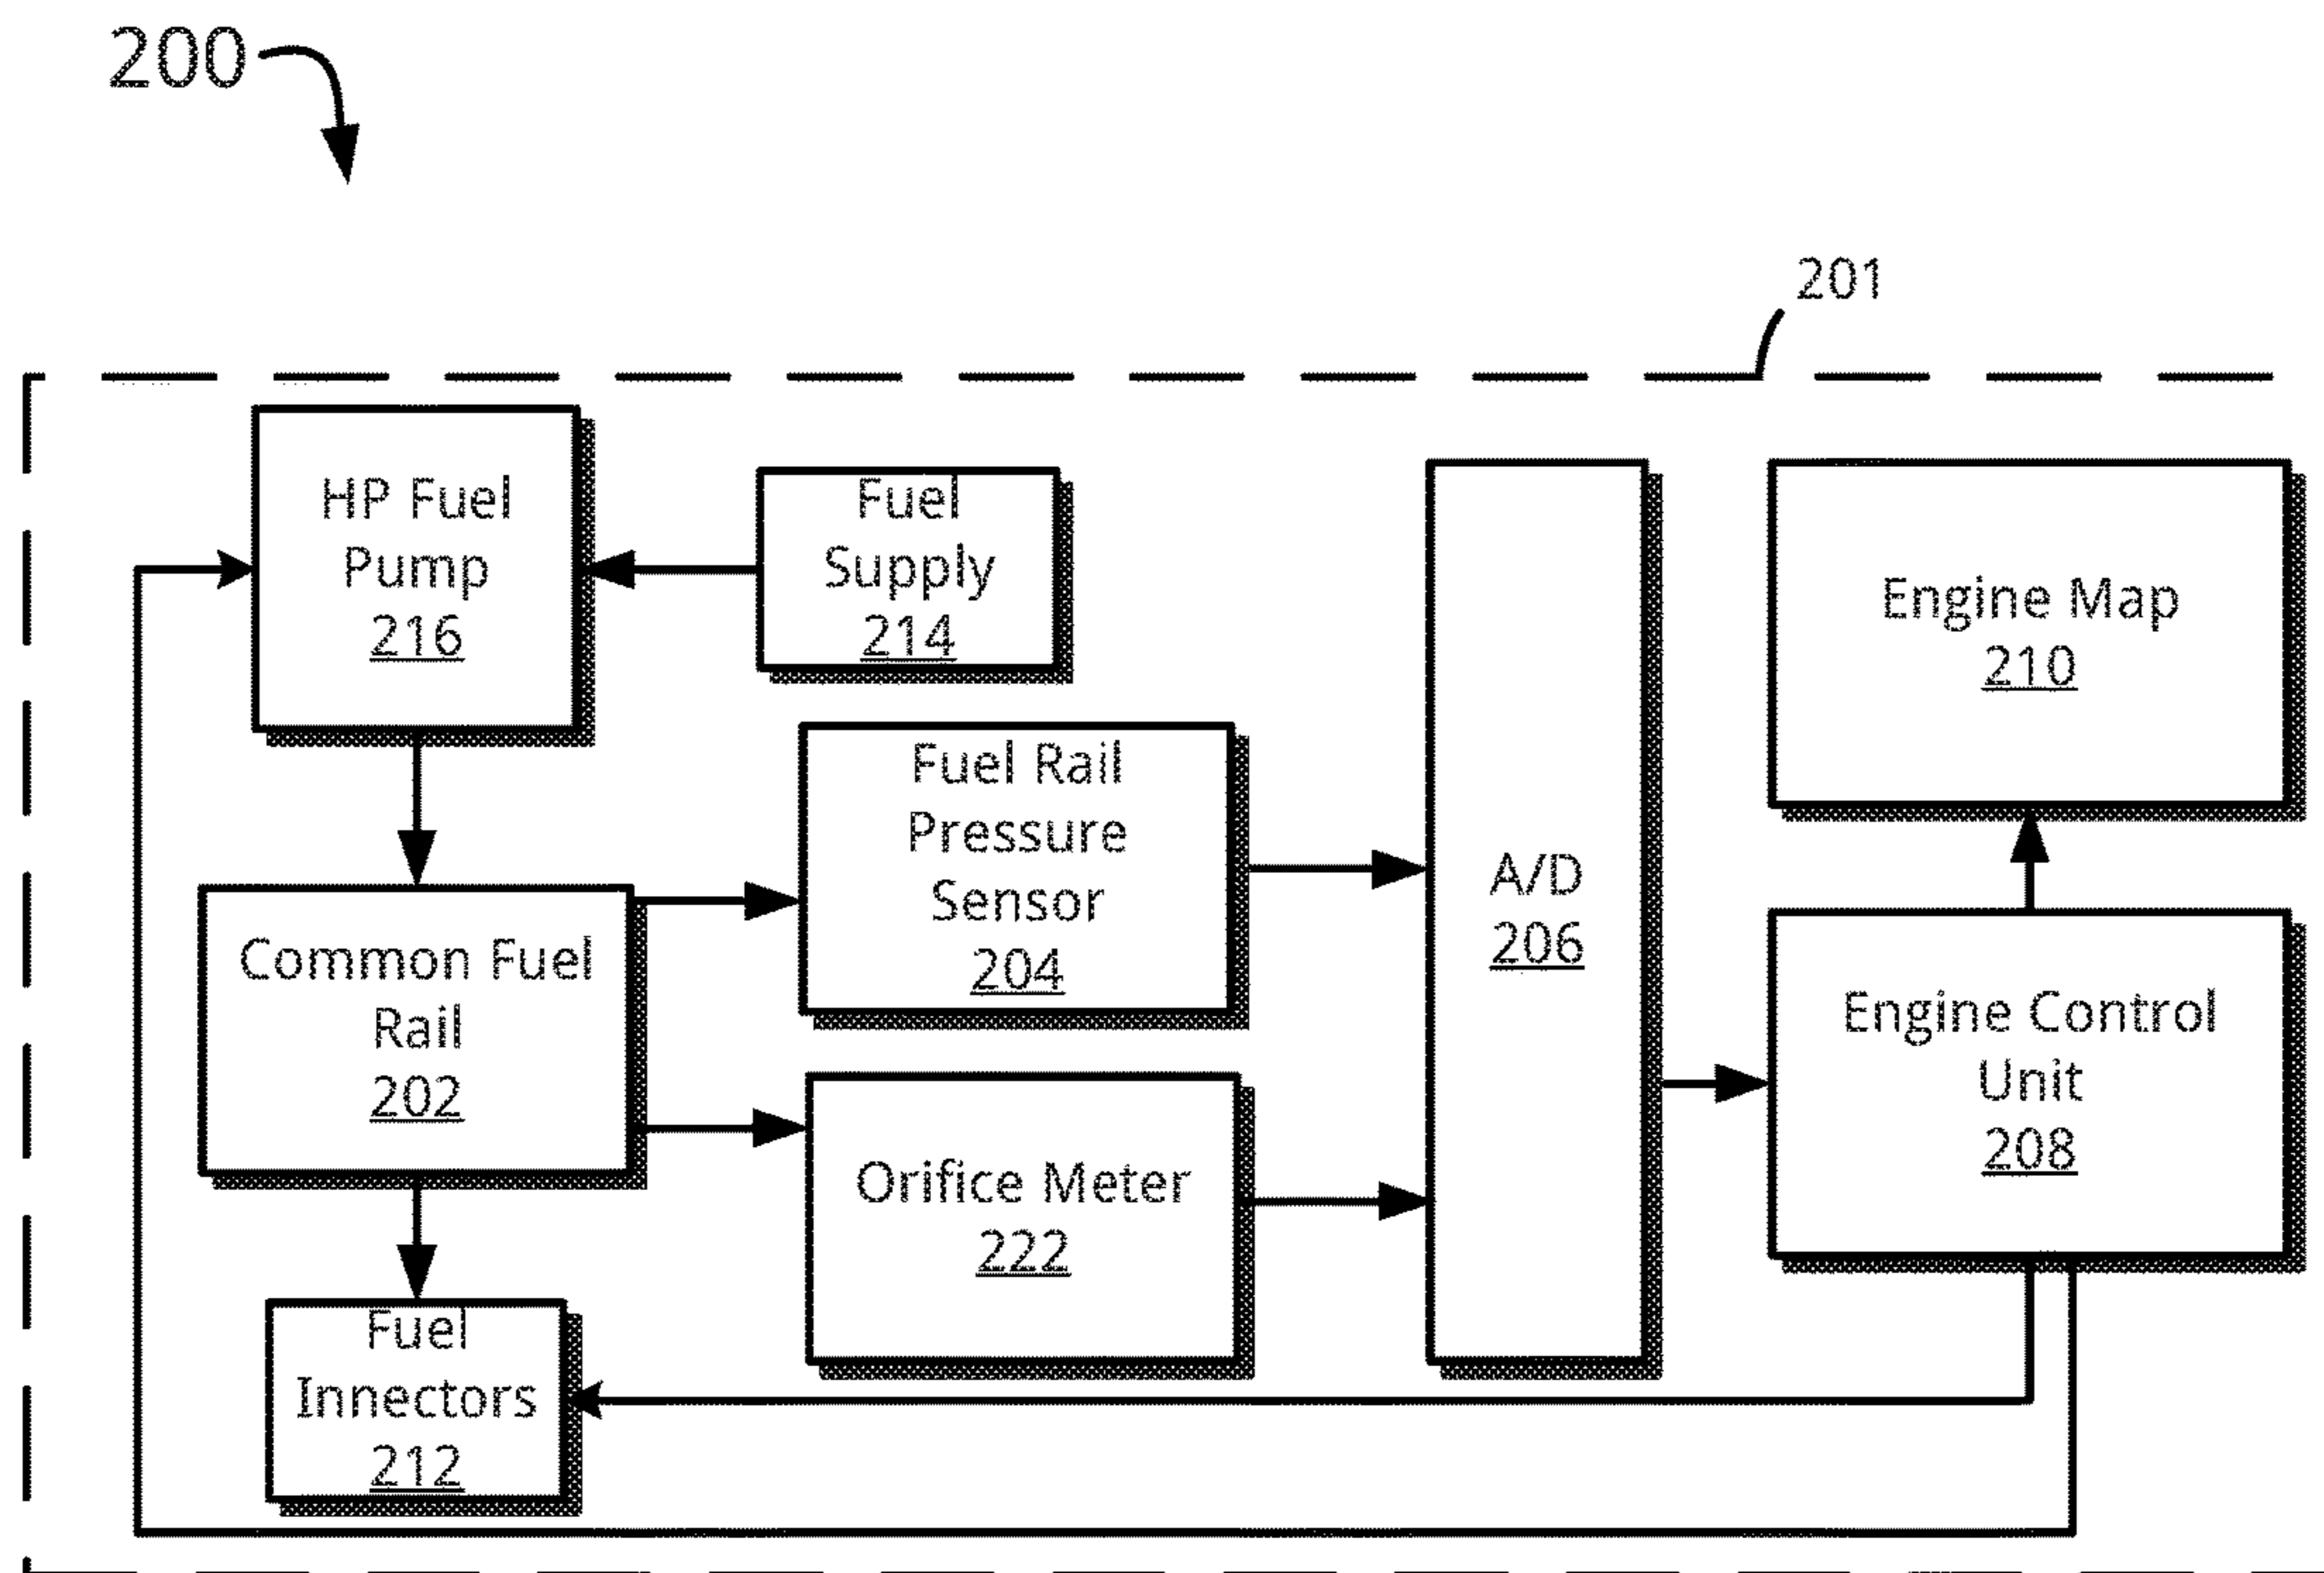 200
201
HP Fuel
Pump
216
Fuel
Supply
214
Engine Map
210
Fuel Rail
Pressure
Sensor
204
A/D
206
Common Fuel
Rail
202
Engine Control
Unit
208
Orifice Meter
222
Fuel
Innectors
212